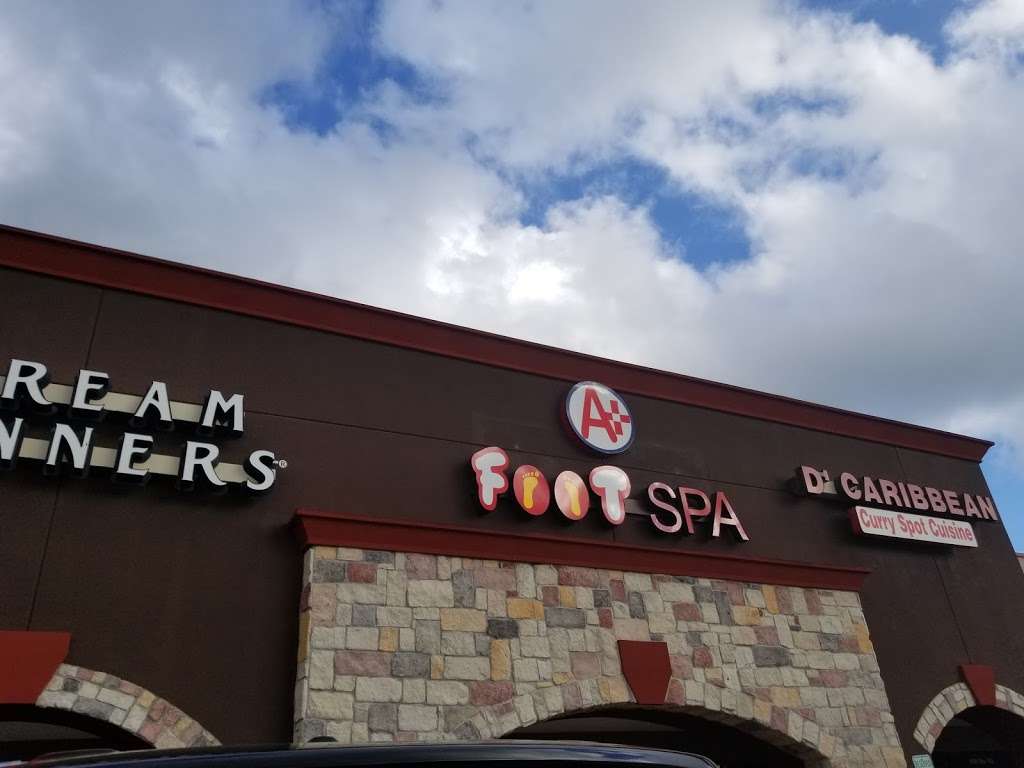 REAM
NNERS®
A+
FOOT SPA
D' CARIBBEAN
Curry Spot Cuisine